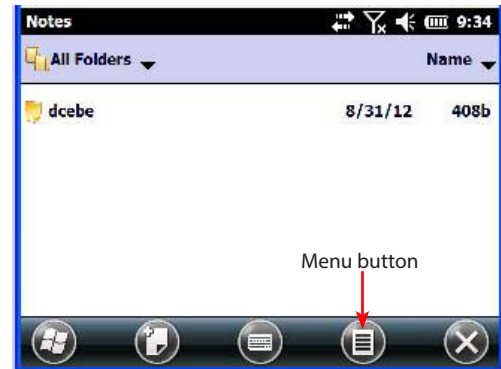 Notes 9:34
All Folders Name
dcebe 8/31/12 408b
Menu button